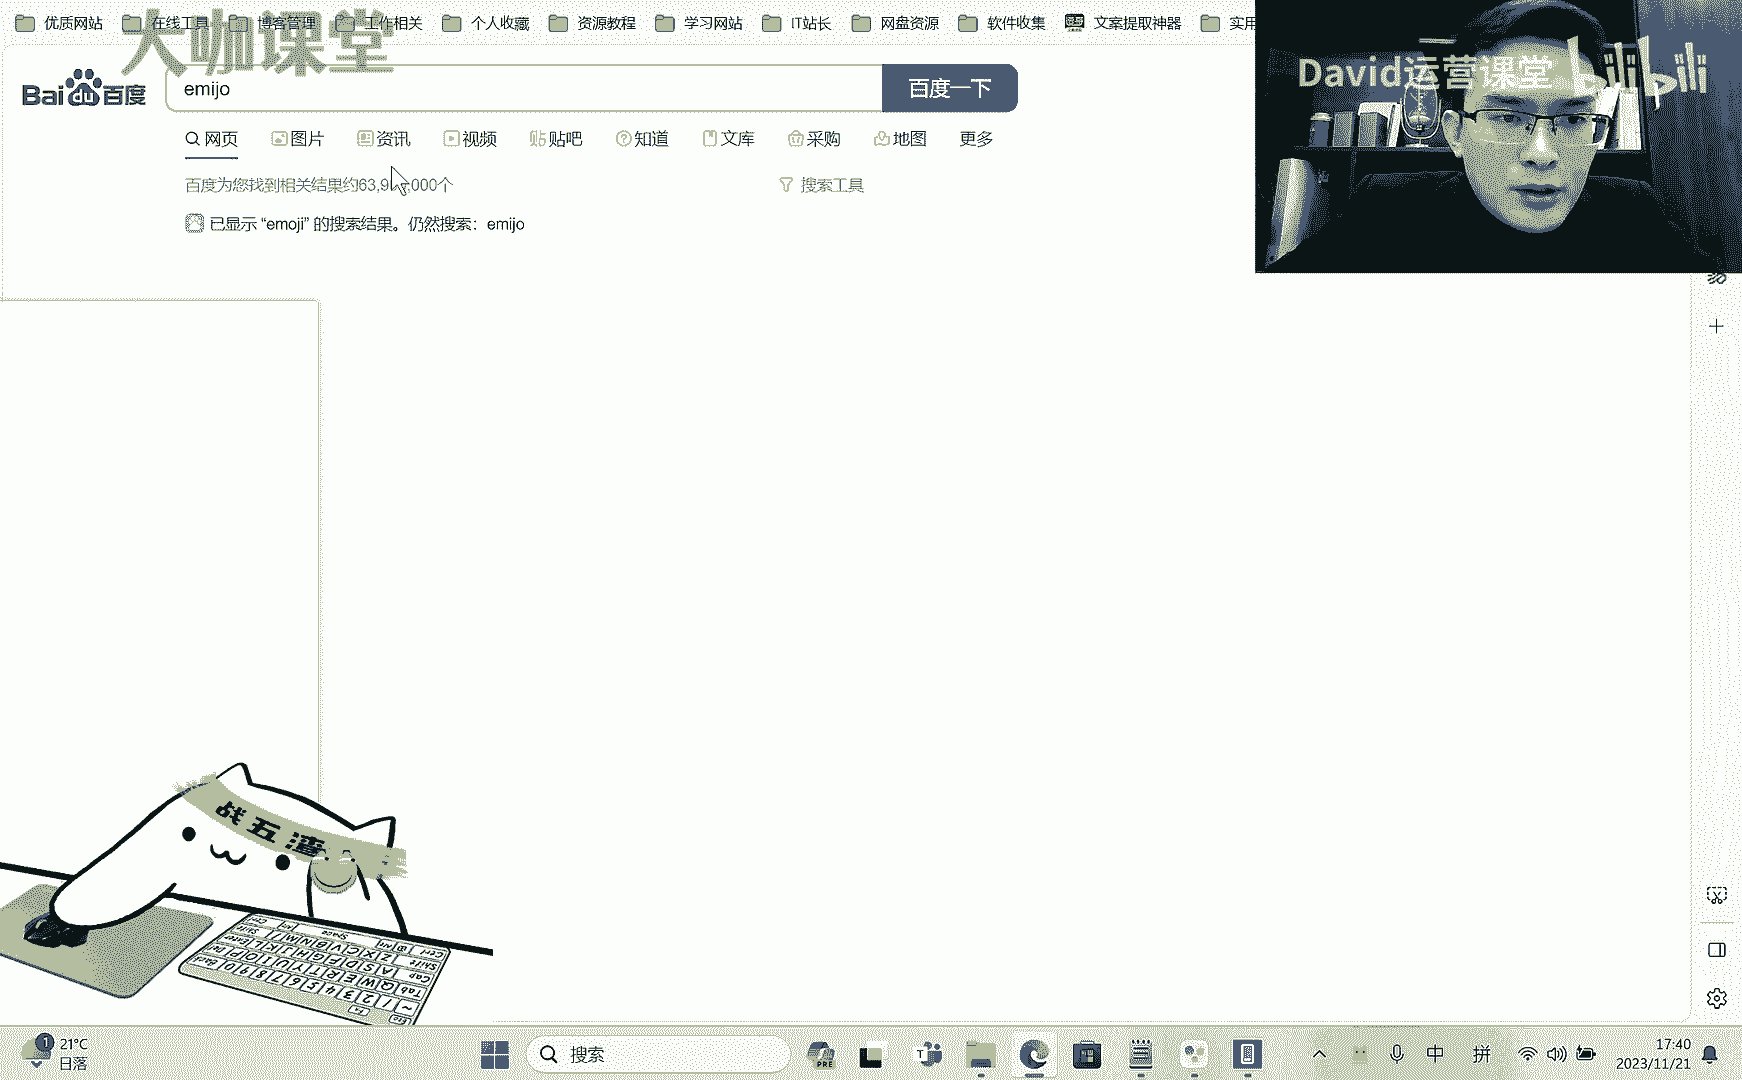 优质网站 在线工具 博客管理 工作相关 个人收藏 资源教程 学习网站 IT站长 网盘资源 软件收集 文案提取神器 实用
大咖课堂
David运营课堂 bilibili
Bai du 百度 emijo 百度一下
网页 图片 资讯 视频 贴吧 知道 文库 采购 地图 更多
百度为您找到相关结果约63,9 ,000个 搜索工具
已显示 “emoji” 的搜索结果。仍然搜索：emijo
战五渣
21°C
日落
搜索
中 拼
17:40
2023/11/21